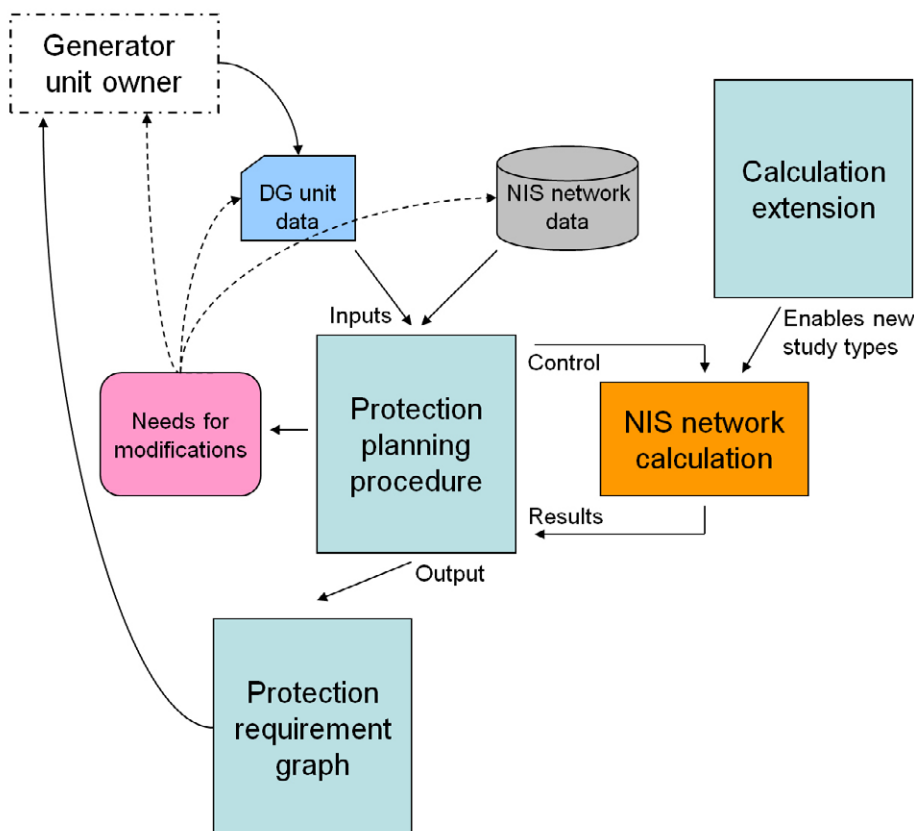 Generator
unit owner
DG unit
data
NIS network
data
Calculation
extension
Inputs
Enables new
study types
Control
Needs for
modifications
Protection
planning
procedure
NIS network
calculation
Results
Output
Protection
requirement
graph